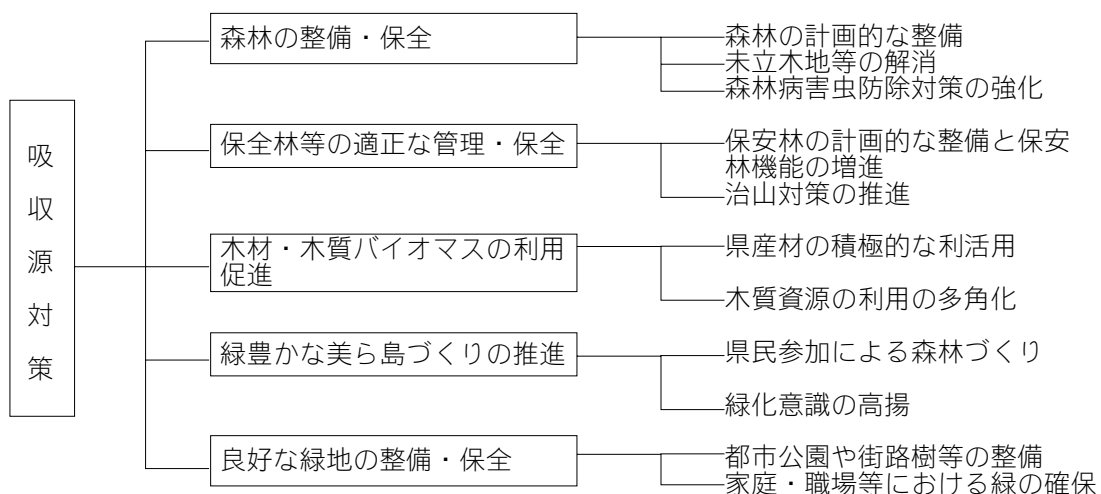 吸収源対策
森林の整備・保全
森林の計画的な整備
未立木地等の解消
森林病害虫防除対策の強化
保全林等の適正な管理・保全
保安林の計画的な整備と保安
林機能の増進
治山対策の推進
木材・木質バイオマスの利用
促進
県産材の積極的な利活用
木質資源の利用の多角化
緑豊かな美ら島づくりの推進
県民参加による森林づくり
緑化意識の高揚
良好な緑地の整備・保全
都市公園や街路樹等の整備
家庭・職場等における緑の確保